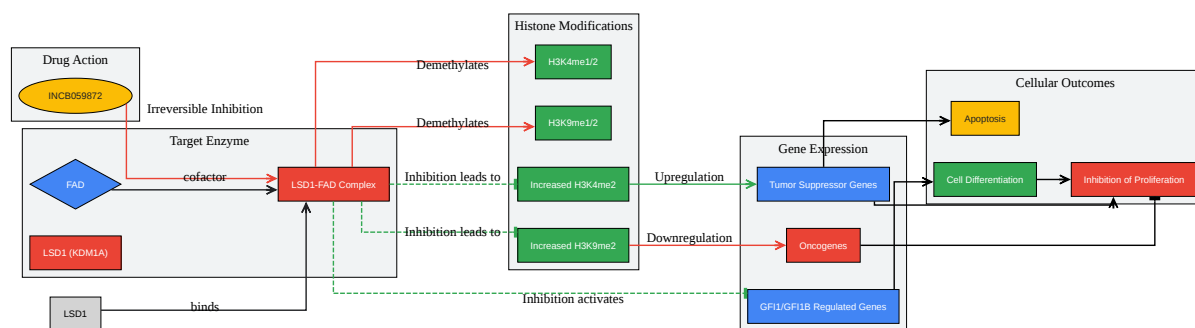 Histone Modifications
Drug Action
INCB059872
Irreversible Inhibition
Demethylates
H3K4me1/2
Demethylates
H3K9me1/2
Target Enzyme
FAD
cofactor
LSD1-FAD Complex
LSD1 (KDM1A)
LSD1
binds
Inhibition leads to
Increased H3K4me2
Inhibition leads to
Increased H3K9me2
Inhibition activates
Upregulation
Downregulation
Gene Expression
Tumor Suppressor Genes
Oncogenes
GFI1/GFI1B Regulated Genes
Cellular Outcomes
Apoptosis
Cell Differentiation
Inhibition of Proliferation